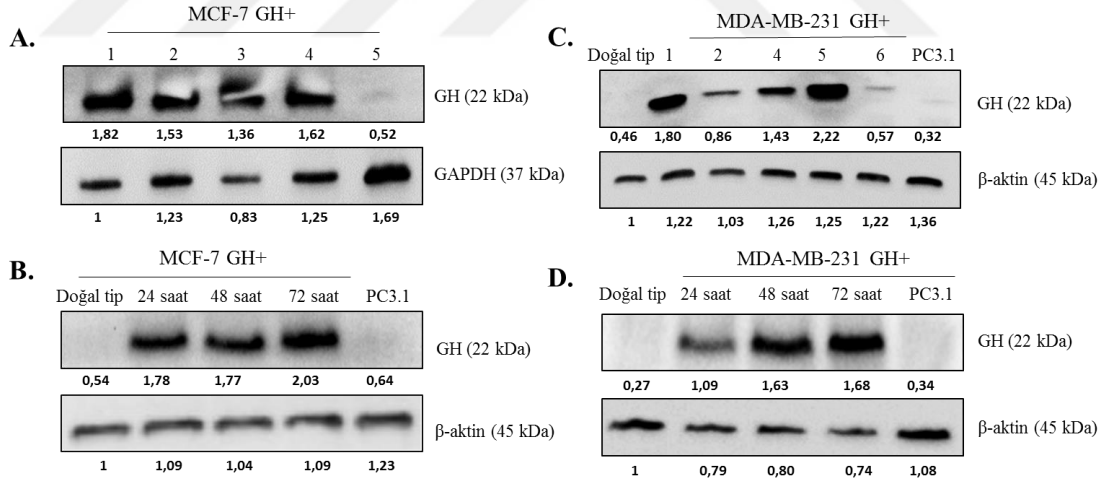 A.
MCF-7 GH+
1 2 3 4 5
GH (22 kDa)
1,82 1,53 1,36 1,62 0,52
GAPDH (37 kDa)
1 1,23 0,83 1,25 1,69
B.
MCF-7 GH+
Doğal tip 24 saat 48 saat 72 saat PC3.1
GH (22 kDa)
0,54 1,78 1,77 2,03 0,64
β-aktin (45 kDa)
1 1,09 1,04 1,09 1,23
C.
MDA-MB-231 GH+
Doğal tip 1 2 4 5 6 PC3.1
GH (22 kDa)
0,46 1,80 0,86 1,43 2,22 0,57 0,32
β-aktin (45 kDa)
1 1,22 1,03 1,26 1,25 1,22 1,36
D.
MDA-MB-231 GH+
Doğal tip 24 saat 48 saat 72 saat PC3.1
GH (22 kDa)
0,27 1,09 1,63 1,68 0,34
β-aktin (45 kDa)
1 0,79 0,80 0,74 1,08